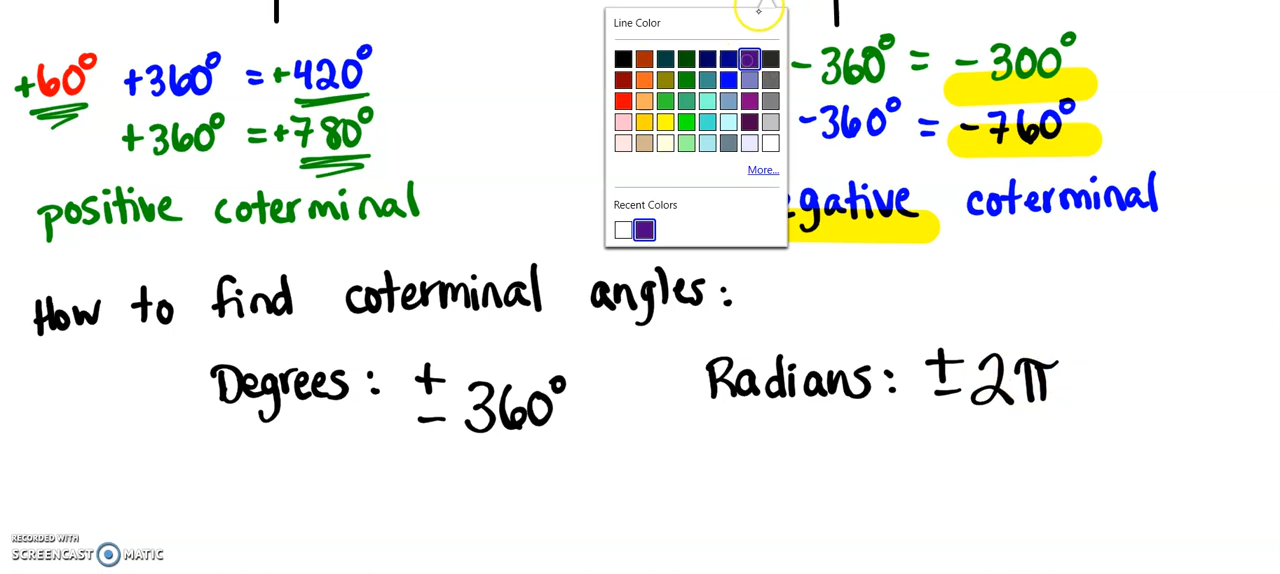 Line Color
+60° +360° = +420°
- 360° = - 300°
+360° = +780°
-360° = -760°
More...
positive coterminal
Recent Colors
egative coterminal
How to find coterminal angles:
Degrees: ± 360°
Radians: ± 2π
RECORDED WITH
SCREENCAST MATIC